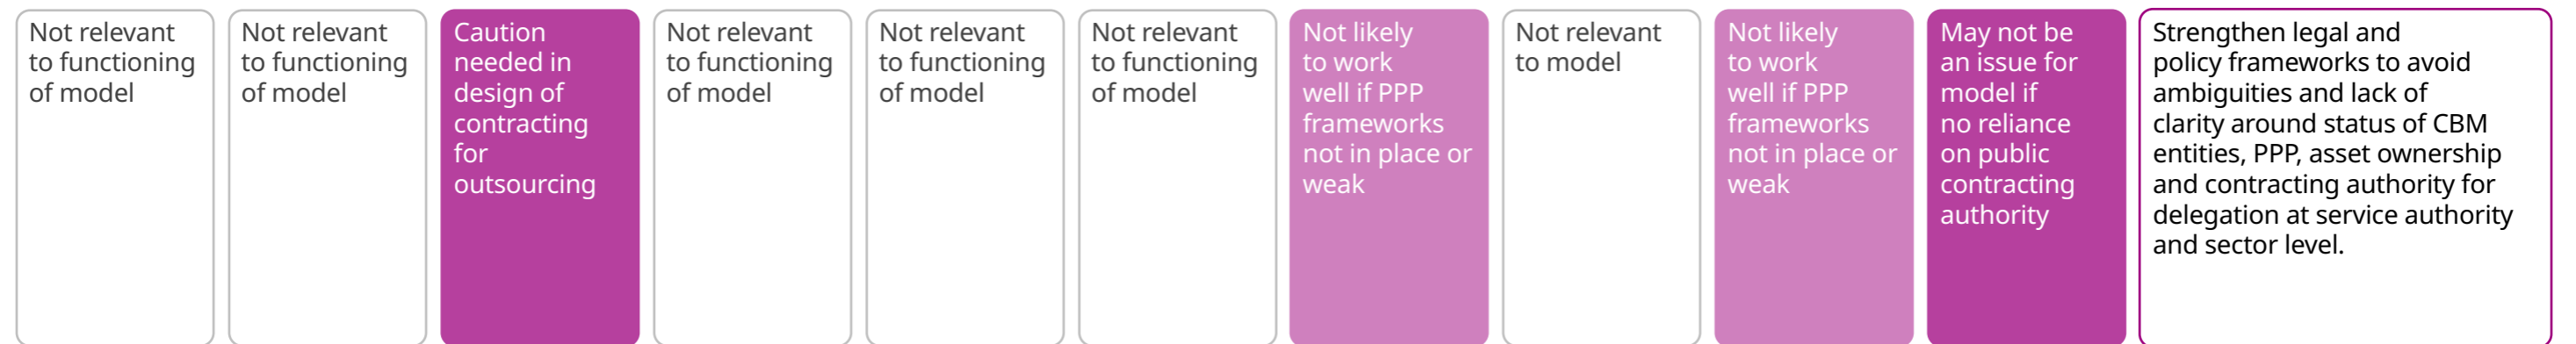 Not relevant
to functioning
of model
Not relevant
to functioning
of model
Caution
needed in
design of
contracting
for
outsourcing
Not relevant
to functioning
of model
Not relevant
to functioning
of model
Not relevant
to functioning
of model
Not likely
to work
well if PPP
frameworks
not in place or
weak
Not relevant
to model
Not likely
to work
well if PPP
frameworks
not in place or
weak
May not be
an issue for
model if
no reliance
on public
contracting
authority
Strengthen legal and
policy frameworks to avoid
ambiguities and lack of
clarity around status of CBM
entities, PPP, asset ownership
and contracting authority for
delegation at service authority
and sector level.